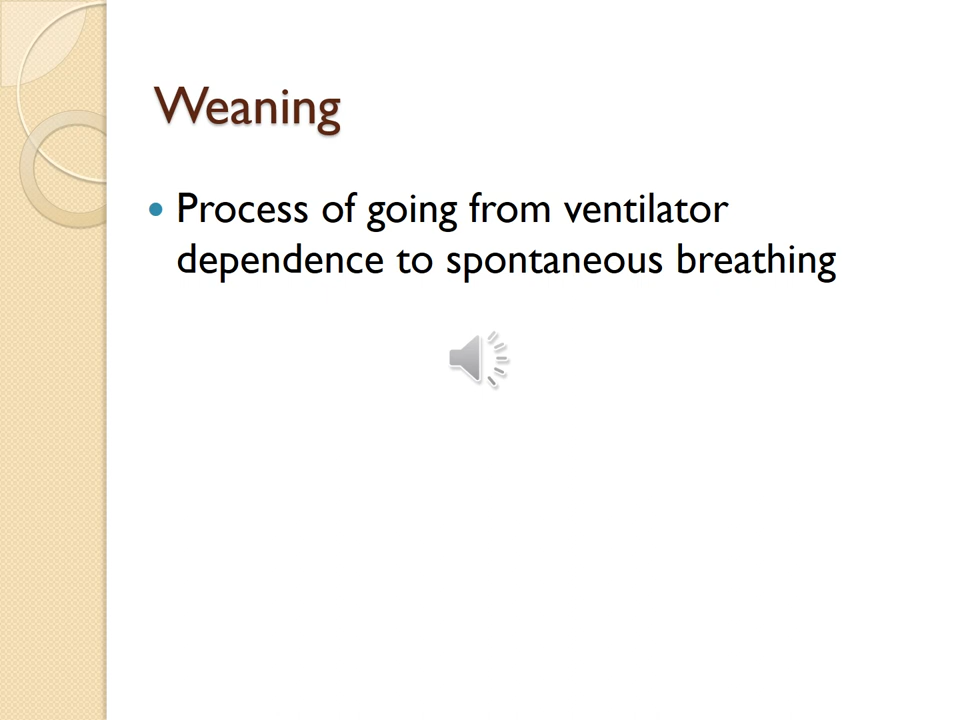 Weaning
• Process of going from ventilator
dependence to spontaneous breathing